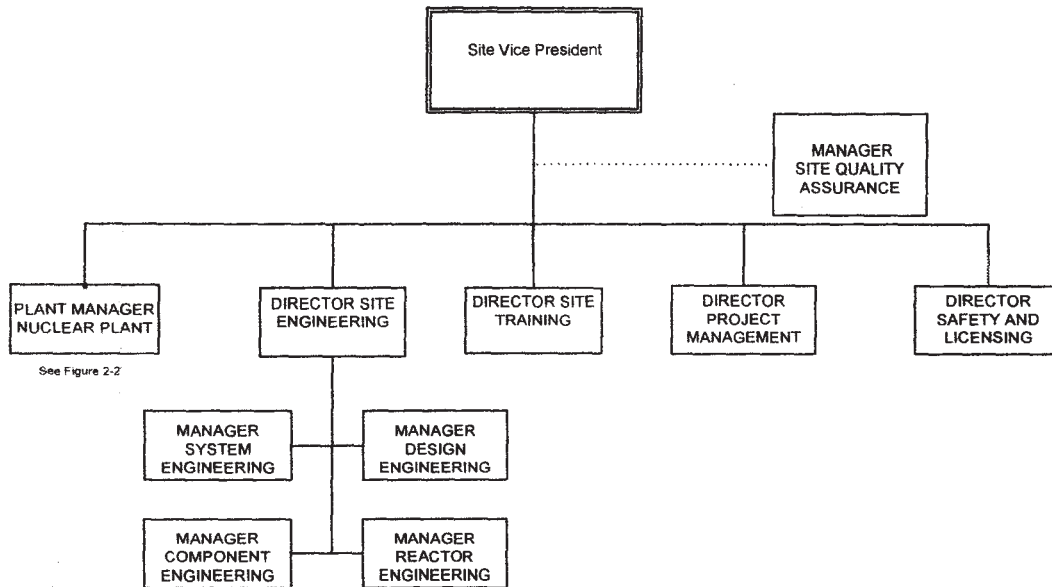 Site Vice President
MANAGER
SITE QUALITY
ASSURANCE
PLANT MANAGER
NUCLEAR PLANT
See Figure 2-2
DIRECTOR SITE
ENGINEERING
DIRECTOR SITE
TRAINING
DIRECTOR
PROJECT
MANAGEMENT
DIRECTOR
SAFETY AND
LICENSING
MANAGER
SYSTEM
ENGINEERING
MANAGER
DESIGN
ENGINEERING
MANAGER
COMPONENT
ENGINEERING
MANAGER
REACTOR
ENGINEERING